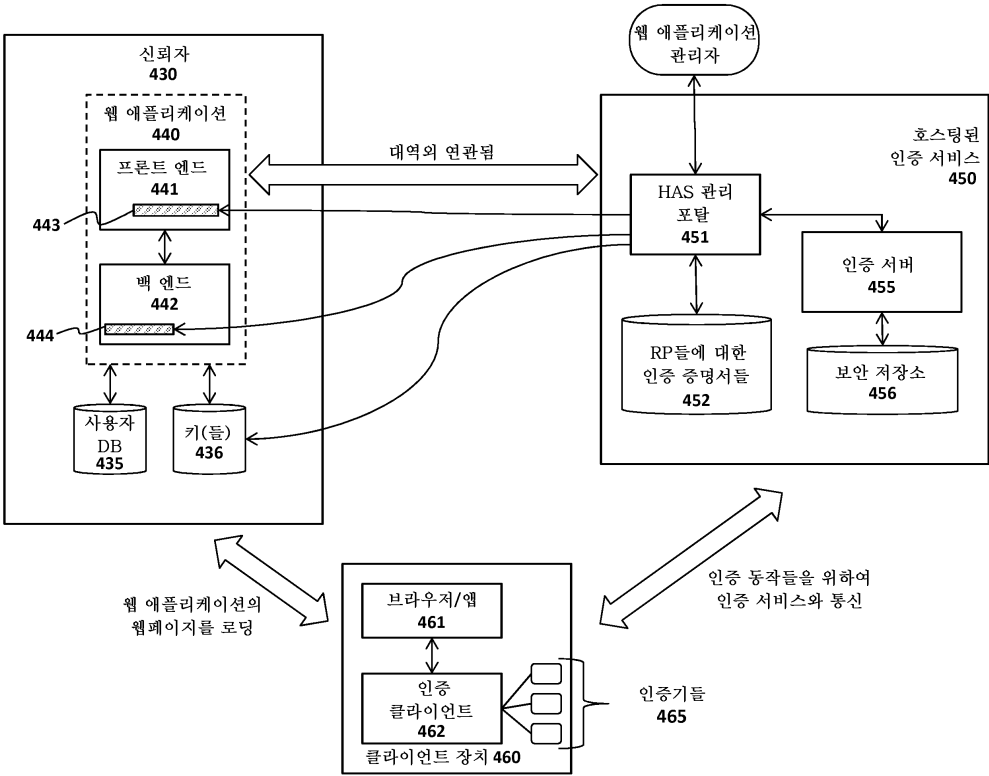 웹 애플리케이션
관리자
신뢰자
430
웹 애플리케이션
440
프론트 엔드
441
443
백 엔드
442
444
사용자
DB
435
키(들)
436
대역외 연관됨
호스팅된
인증 서비스
450
HAS 관리
포탈
451
인증 서버
455
RP들에 대한
인증 증명서들
452
보안 저장소
456
웹 애플리케이션의
웹페이지를 로딩
인증 동작들을 위하여
인증 서비스와 통신
브라우저/앱
461
인증
클라이언트
462
클라이언트 장치 460
인증기들
465